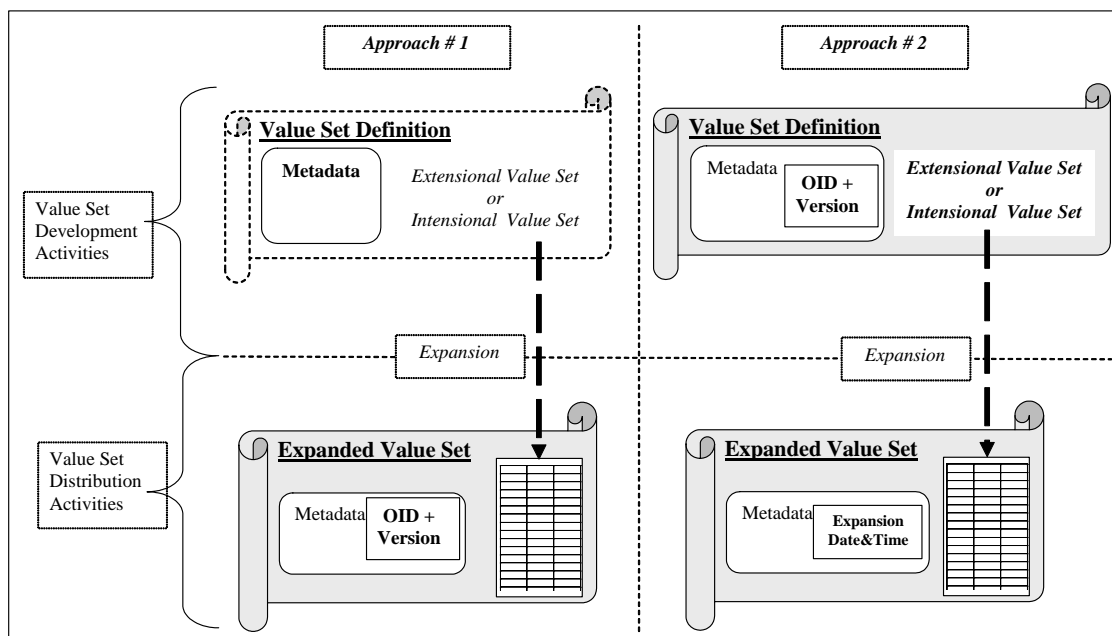 Approach # 1
Approach # 2
Value Set Definition
Metadata
Extensional Value Set
or
Intensional Value Set
Value Set Definition
Metadata
OID +
Version
Extensional Value Set
or
Intensional Value Set
Value Set
Development
Activities
Expansion
Expansion
Value Set
Distribution
Activities
Expanded Value Set
Metadata
OID +
Version
Expanded Value Set
Metadata
Expansion
Date&Time